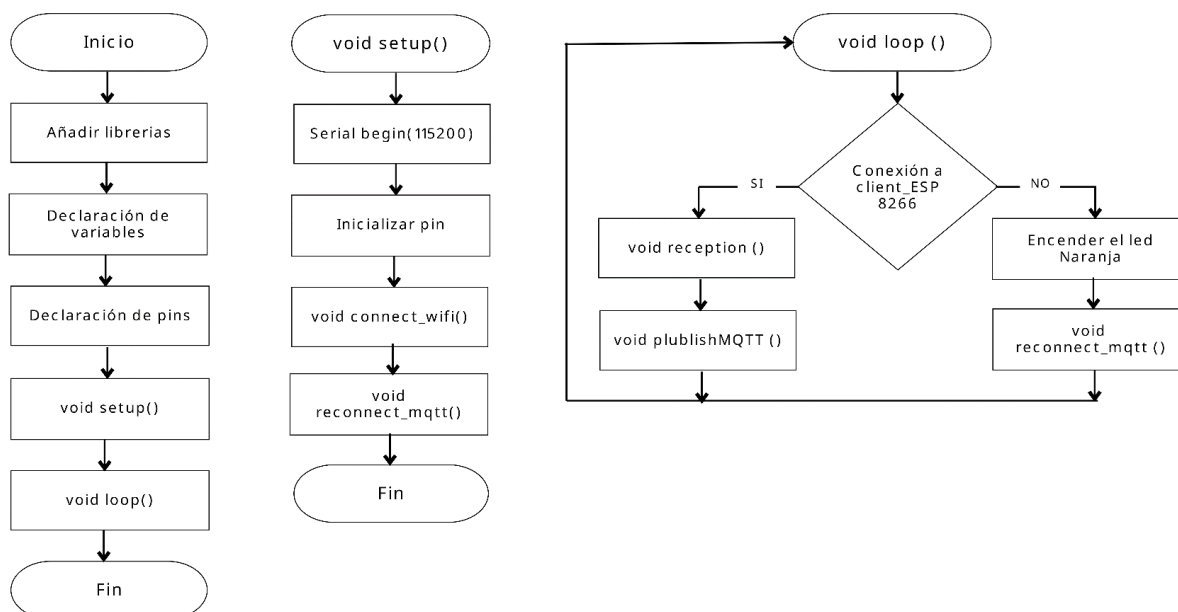 Inicio
Añadir librerias
Declaración de
variables
Declaración de pins
void setup()
void loop()
Fin
void setup()
Serial begin(115200)
Inicializar pin
void connect_wifi()
void
reconnect_mqtt()
Fin
void loop ()
Conexión a
client_ESP
8266
SI
NO
void reception ()
void plublishMQTT ()
Encender el led
Naranja
void
reconnect_mqtt ()